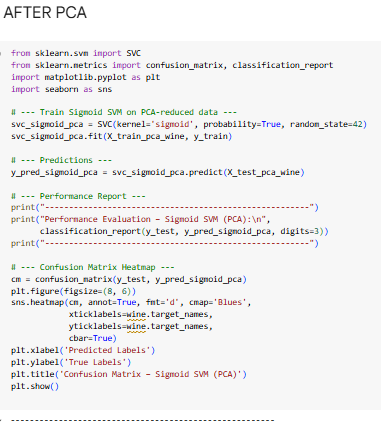 AFTER PCA
from sklearn.svm import SVC
from sklearn.metrics import confusion_matrix, classification_report
import matplotlib.pyplot as plt
import seaborn as sns
# --- Train Sigmoid SVM on PCA-reduced data ---
svc_sigmoid_pca = SVC(kernel='sigmoid', probability=True, random_state=42)
svc_sigmoid_pca.fit(X_train_pca_wine, y_train)
# --- Predictions ---
y_pred_sigmoid_pca = svc_sigmoid_pca.predict(X_test_pca_wine)
# --- Performance Report ---
print("-------------------------------------------------------")
print("Performance Evaluation – Sigmoid SVM (PCA):\n",
classification_report(y_test, y_pred_sigmoid_pca, digits=3))
print("-------------------------------------------------------")
# --- Confusion Matrix Heatmap ---
cm = confusion_matrix(y_test, y_pred_sigmoid_pca)
plt.figure(figsize=(8, 6))
sns.heatmap(cm, annot=True, fmt='d', cmap='Blues',
xticklabels=wine.target_names,
yticklabels=wine.target_names,
cbar=True)
plt.xlabel('Predicted Labels')
plt.ylabel('True Labels')
plt.title('Confusion Matrix – Sigmoid SVM (PCA)')
plt.show()
-------------------------------------------------------